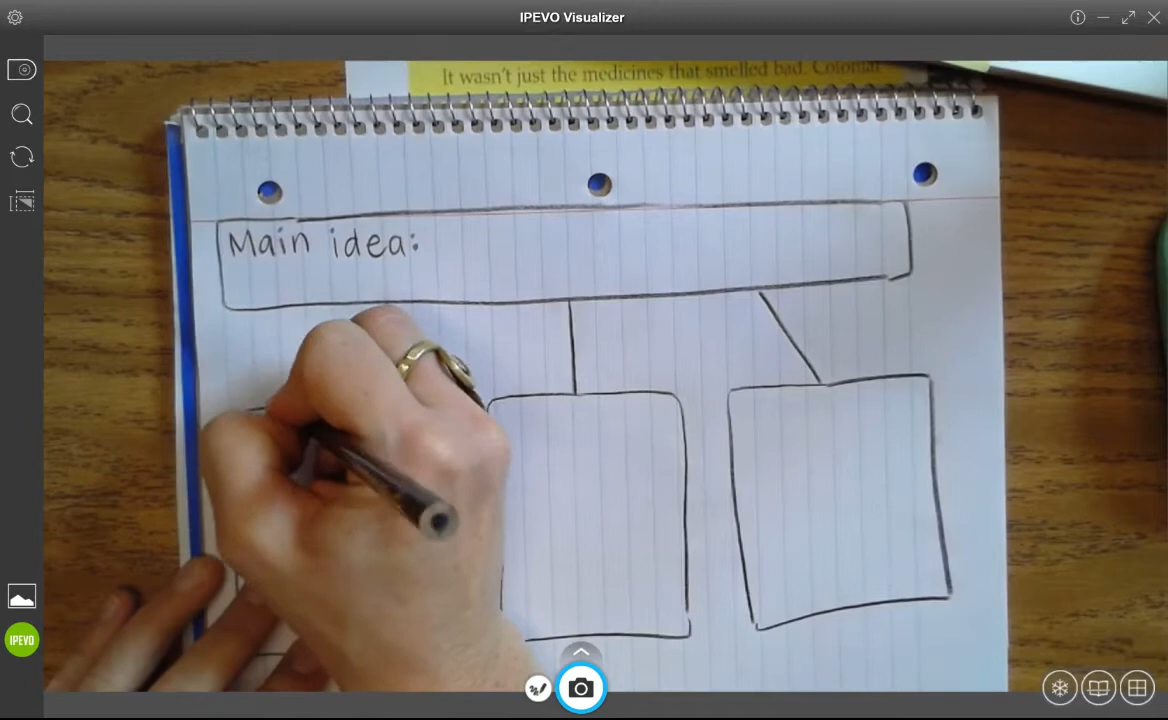 IPEVO Visualizer
It wasn't just the medicines that smelled bad. Colonial
Main idea:
IPEVO